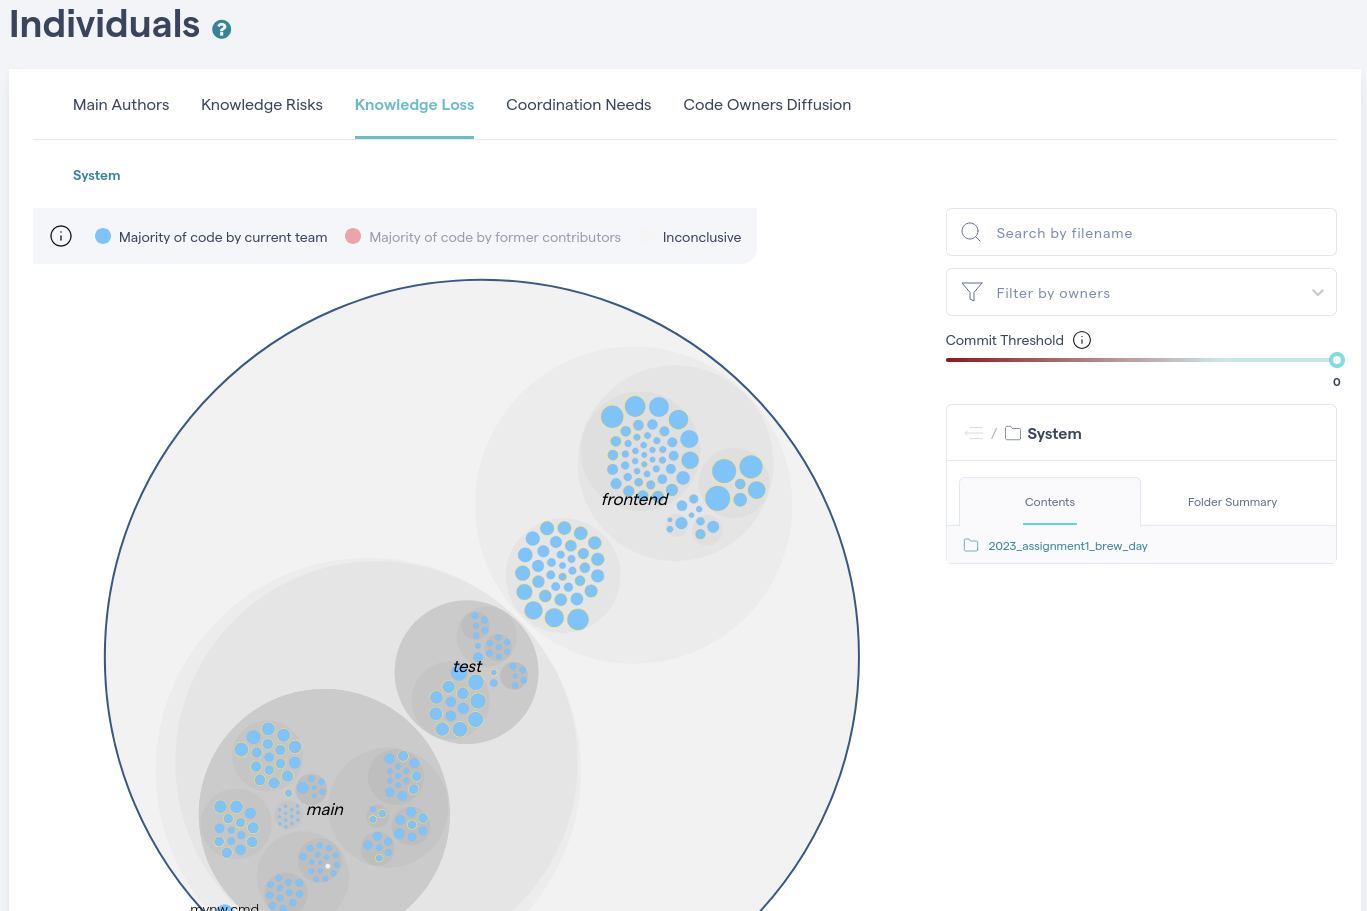 Individuals ?
Main Authors Knowledge Risks Knowledge Loss Coordination Needs Code Owners Diffusion
System
Majority of code by current team Majority of code by former contributors Inconclusive
Search by filename
Filter by owners
Commit Threshold
0
/ System
Contents Folder Summary
2023_assignment1_brew_day
frontend
test
main
mvnw.cmd